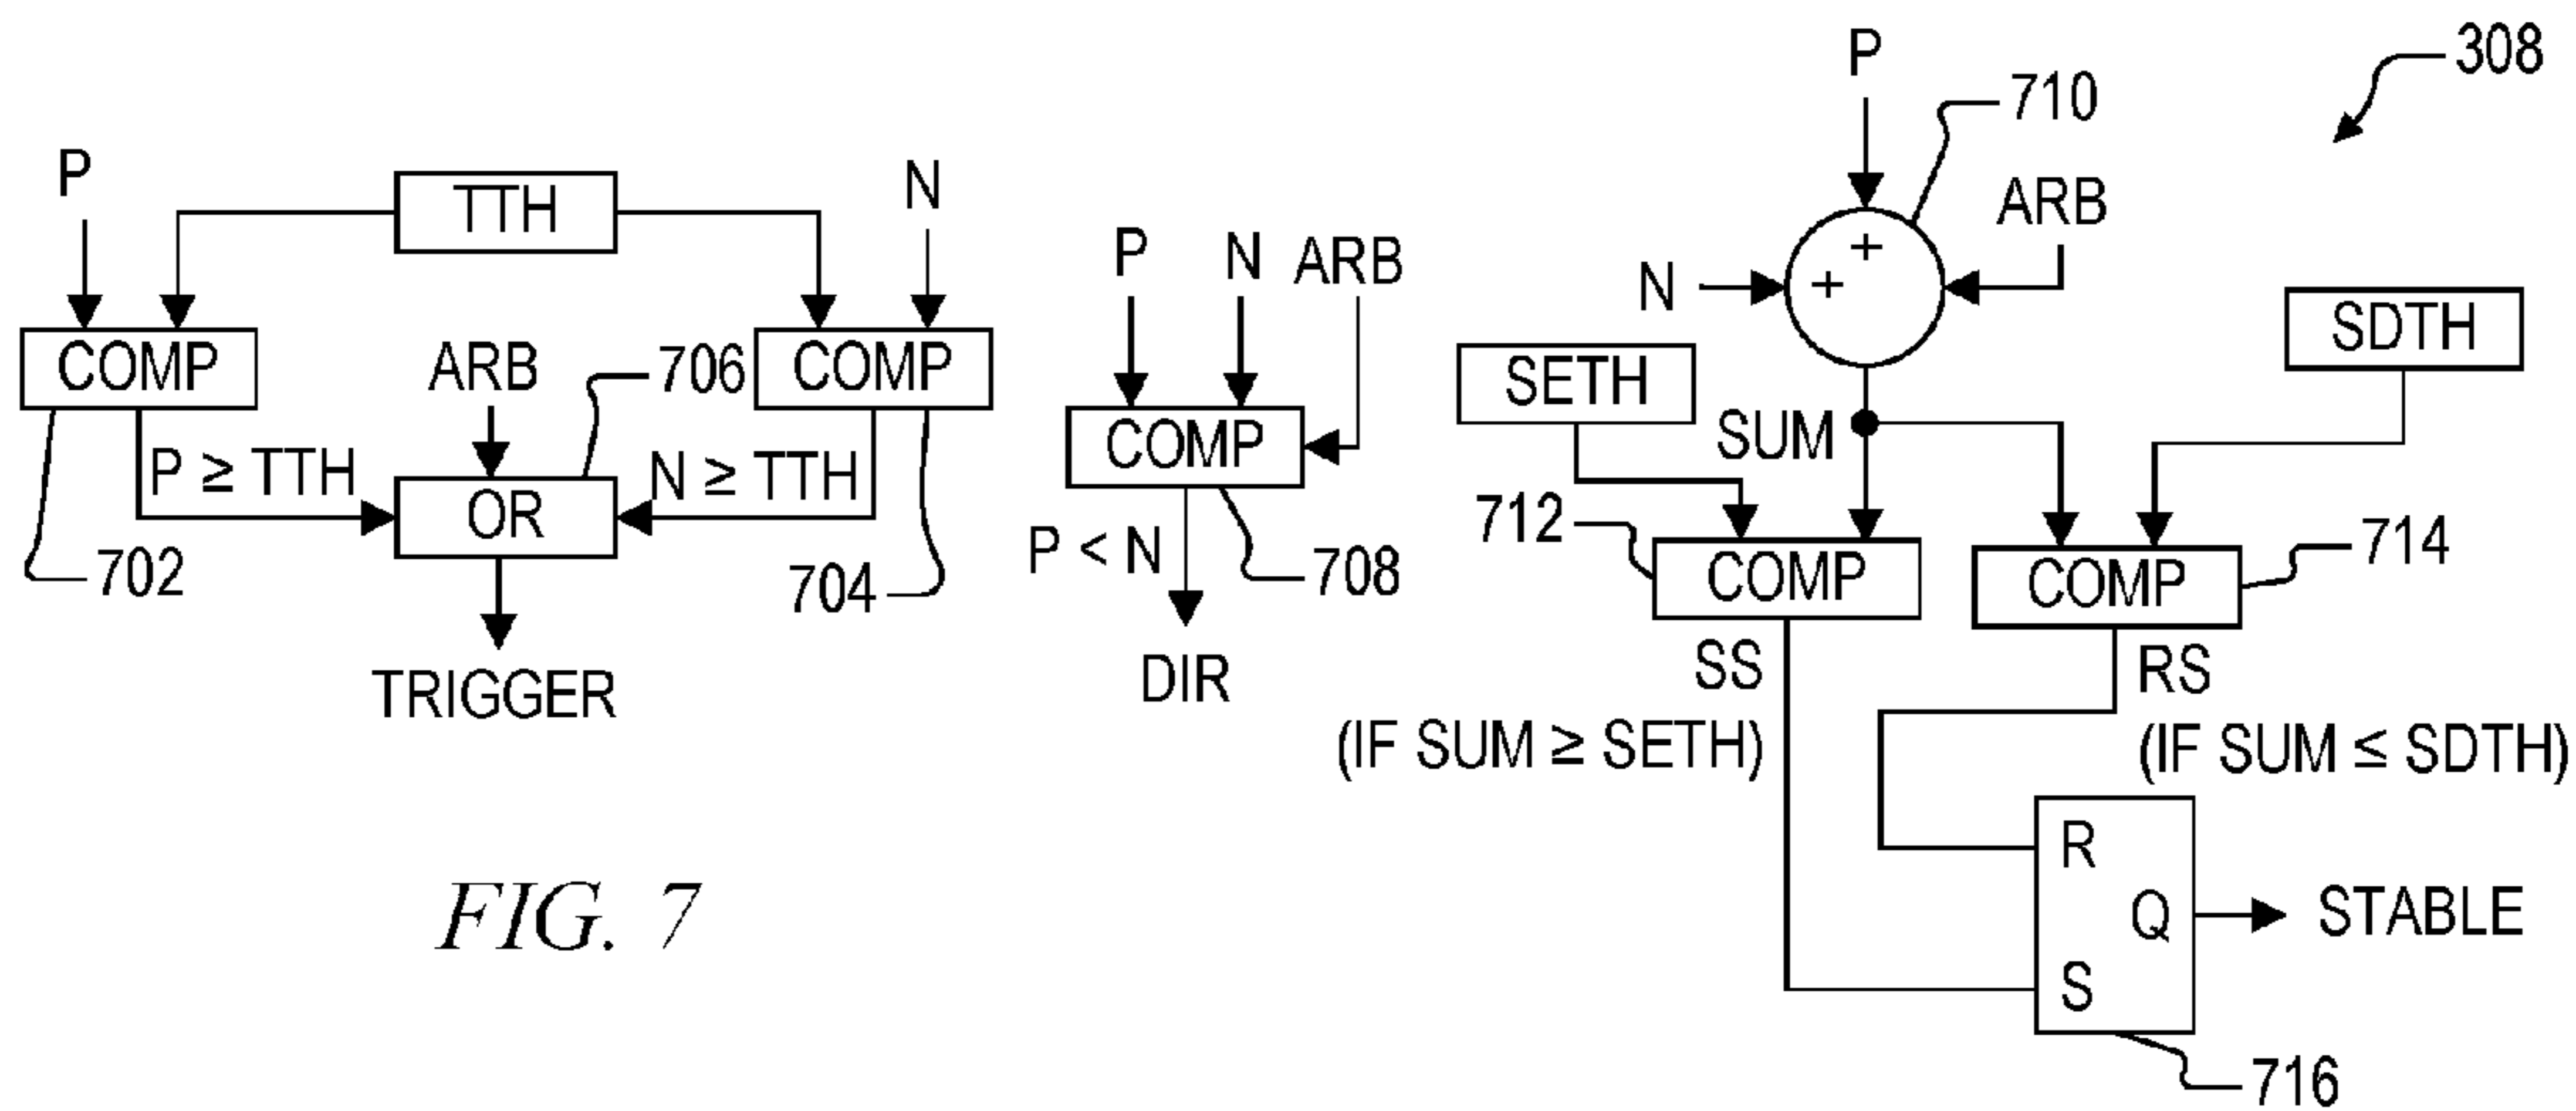 308
P
710
P
TTH
N
ARB
P
N
ARB
N
+
+
SDTH
COMP
ARB
706
COMP
SETH
SUM
COMP
P ≥ TTH
OR
N ≥ TTH
712
714
P < N
708
COMP
COMP
702
704
TRIGGER
DIR
SS
RS
(IF SUM ≥ SETH)
(IF SUM ≤ SDTH)
R
Q
S
STABLE
FIG. 7
716